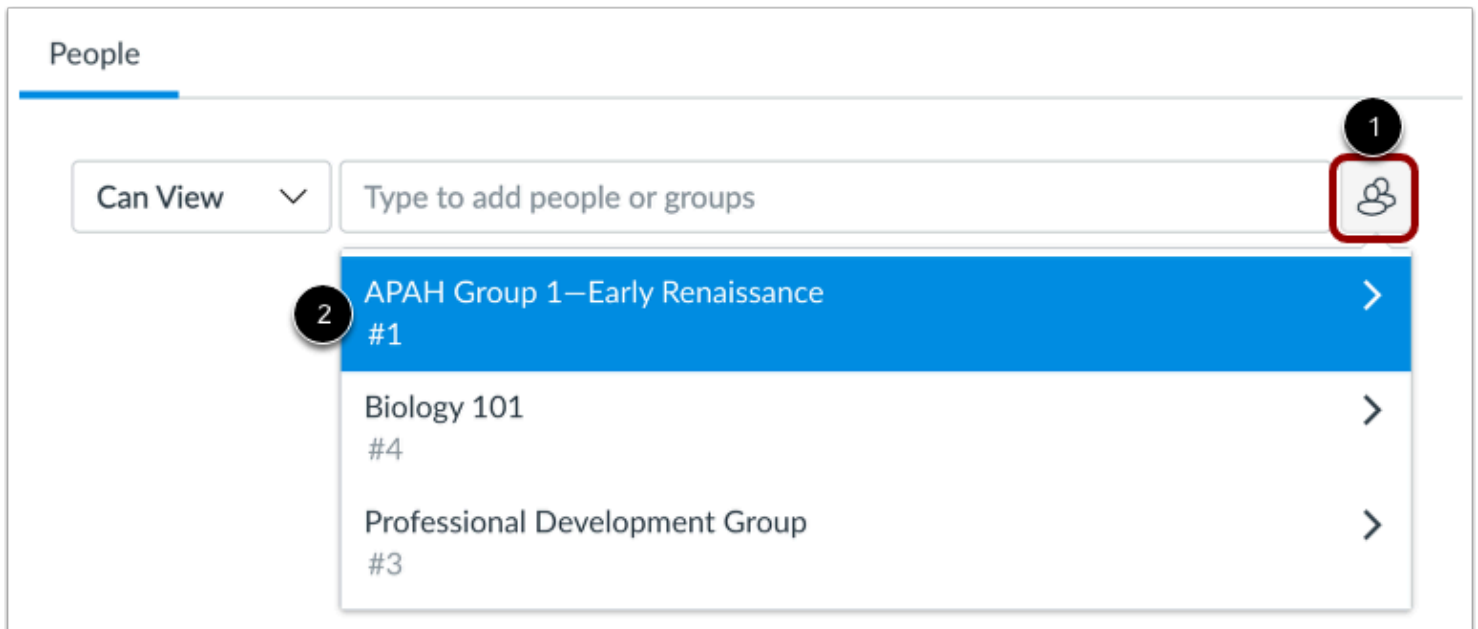 People
1
Can View
Type to add people or groups
2
APAH Group 1—Early Renaissance
#1
Biology 101
#4
Professional Development Group
#3